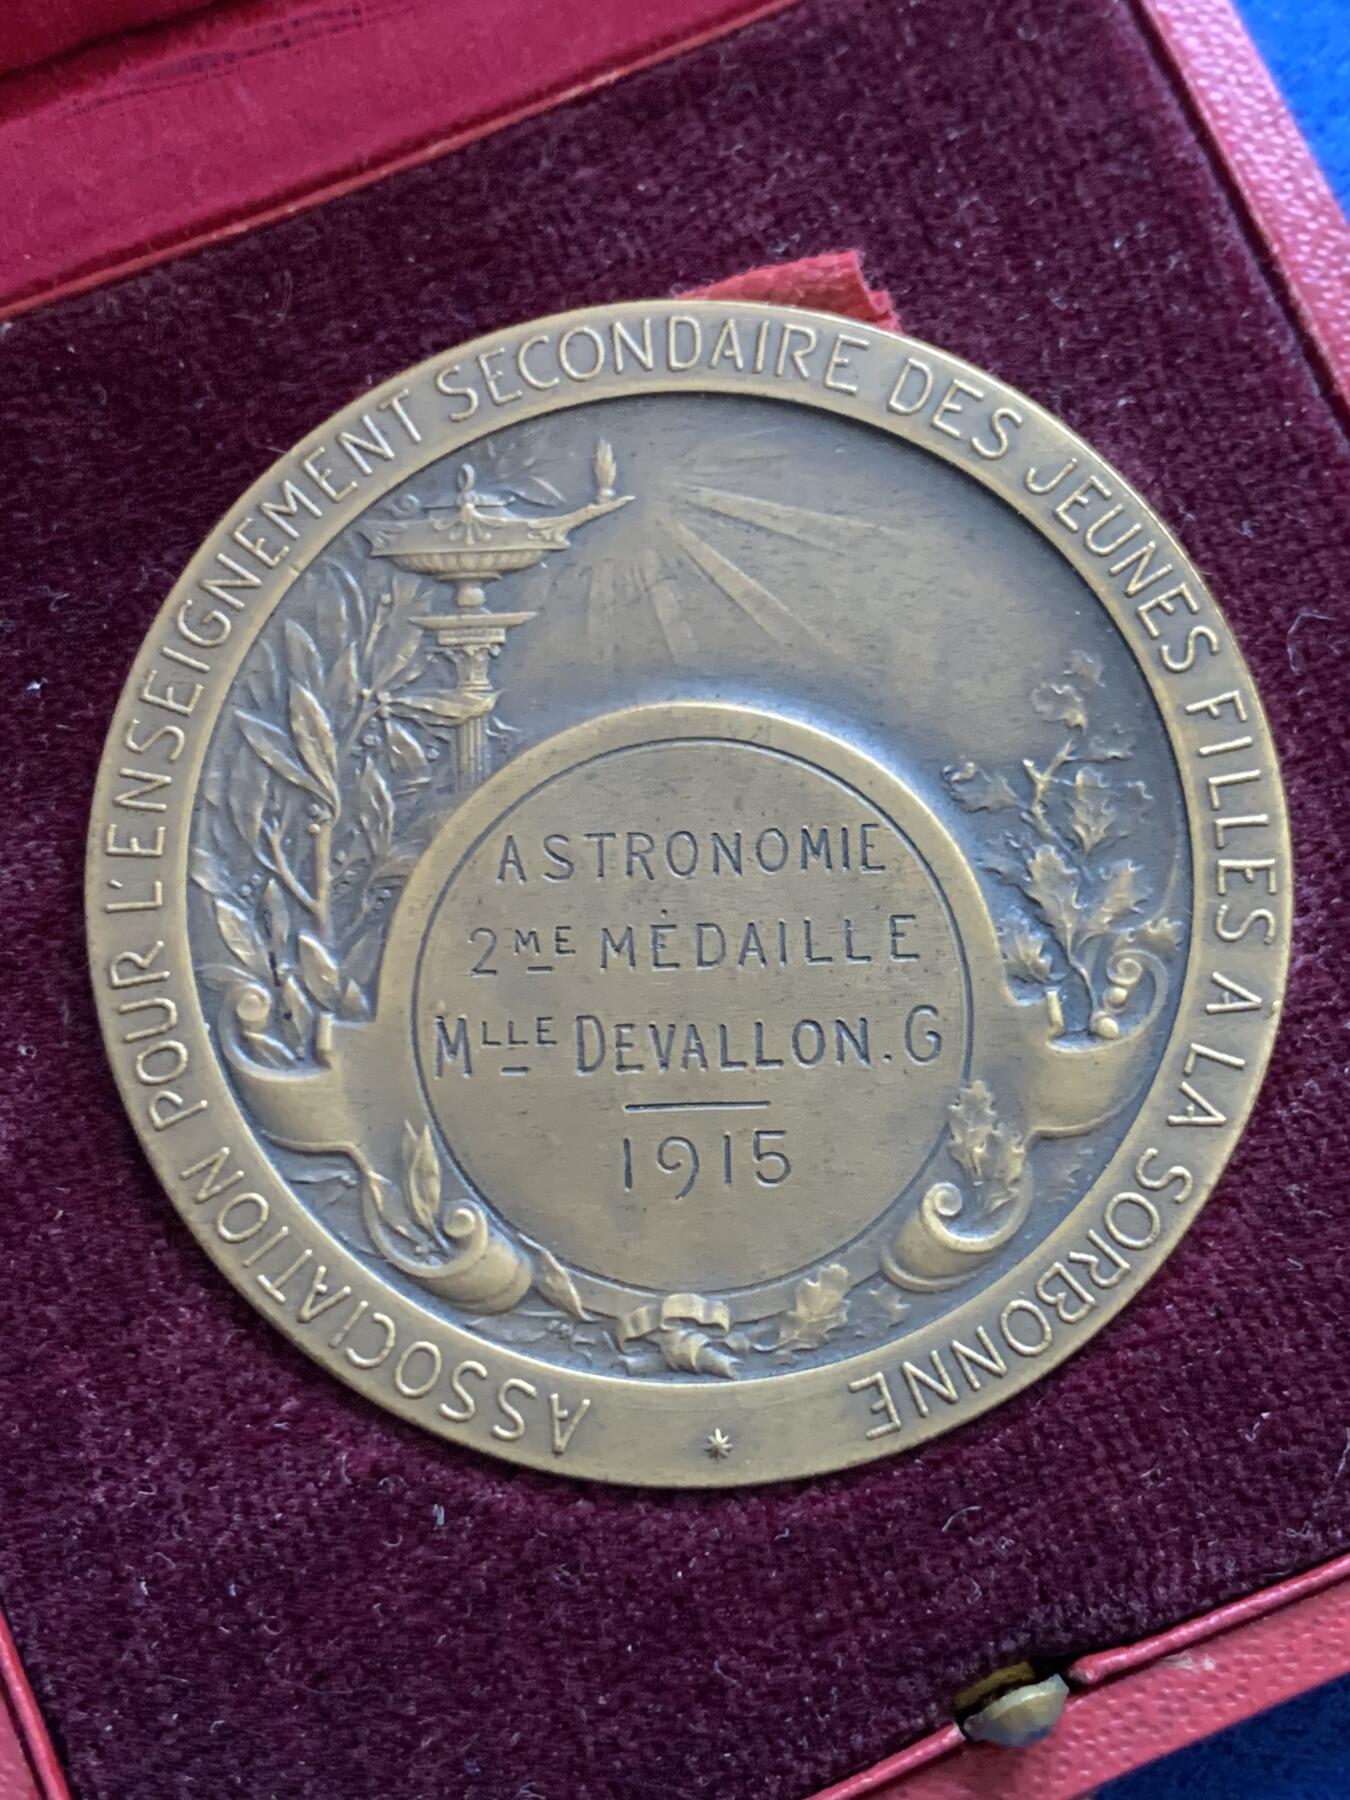 ASSOCIATION POUR L'ENSEIGNEMENT SECONDAIRE DES JEUNES FILLES A LA SORBONNE
ASTRONOMIE
2ME MÉDAILLE
MLLE DEVALLON.G
1915